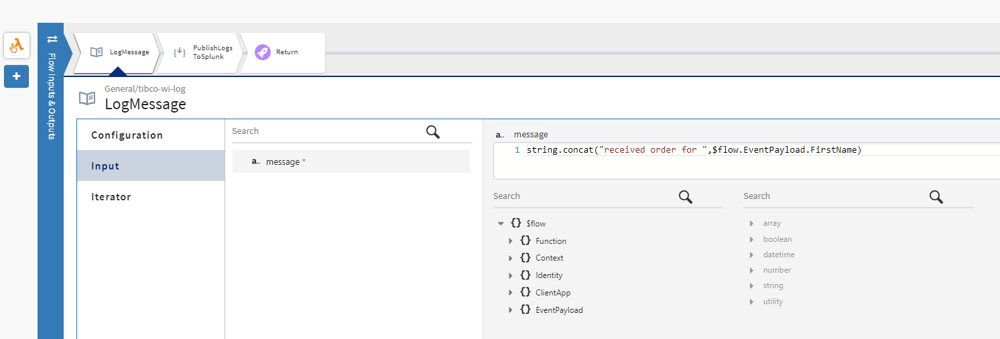 LogMessage
PublishLogs
ToSplunk
Return
Flow Inputs & Outputs
General/tibco-wi-log
LogMessage
Configuration
Input
Iterator
Search
a.. message *
a.. message
1 string.concat("received order for ",$flow.EventPayload.FirstName)
Search
{} $flow
{} Function
{} Context
{} Identity
{} ClientApp
{} EventPayload
Search
array
boolean
datetime
number
string
utility